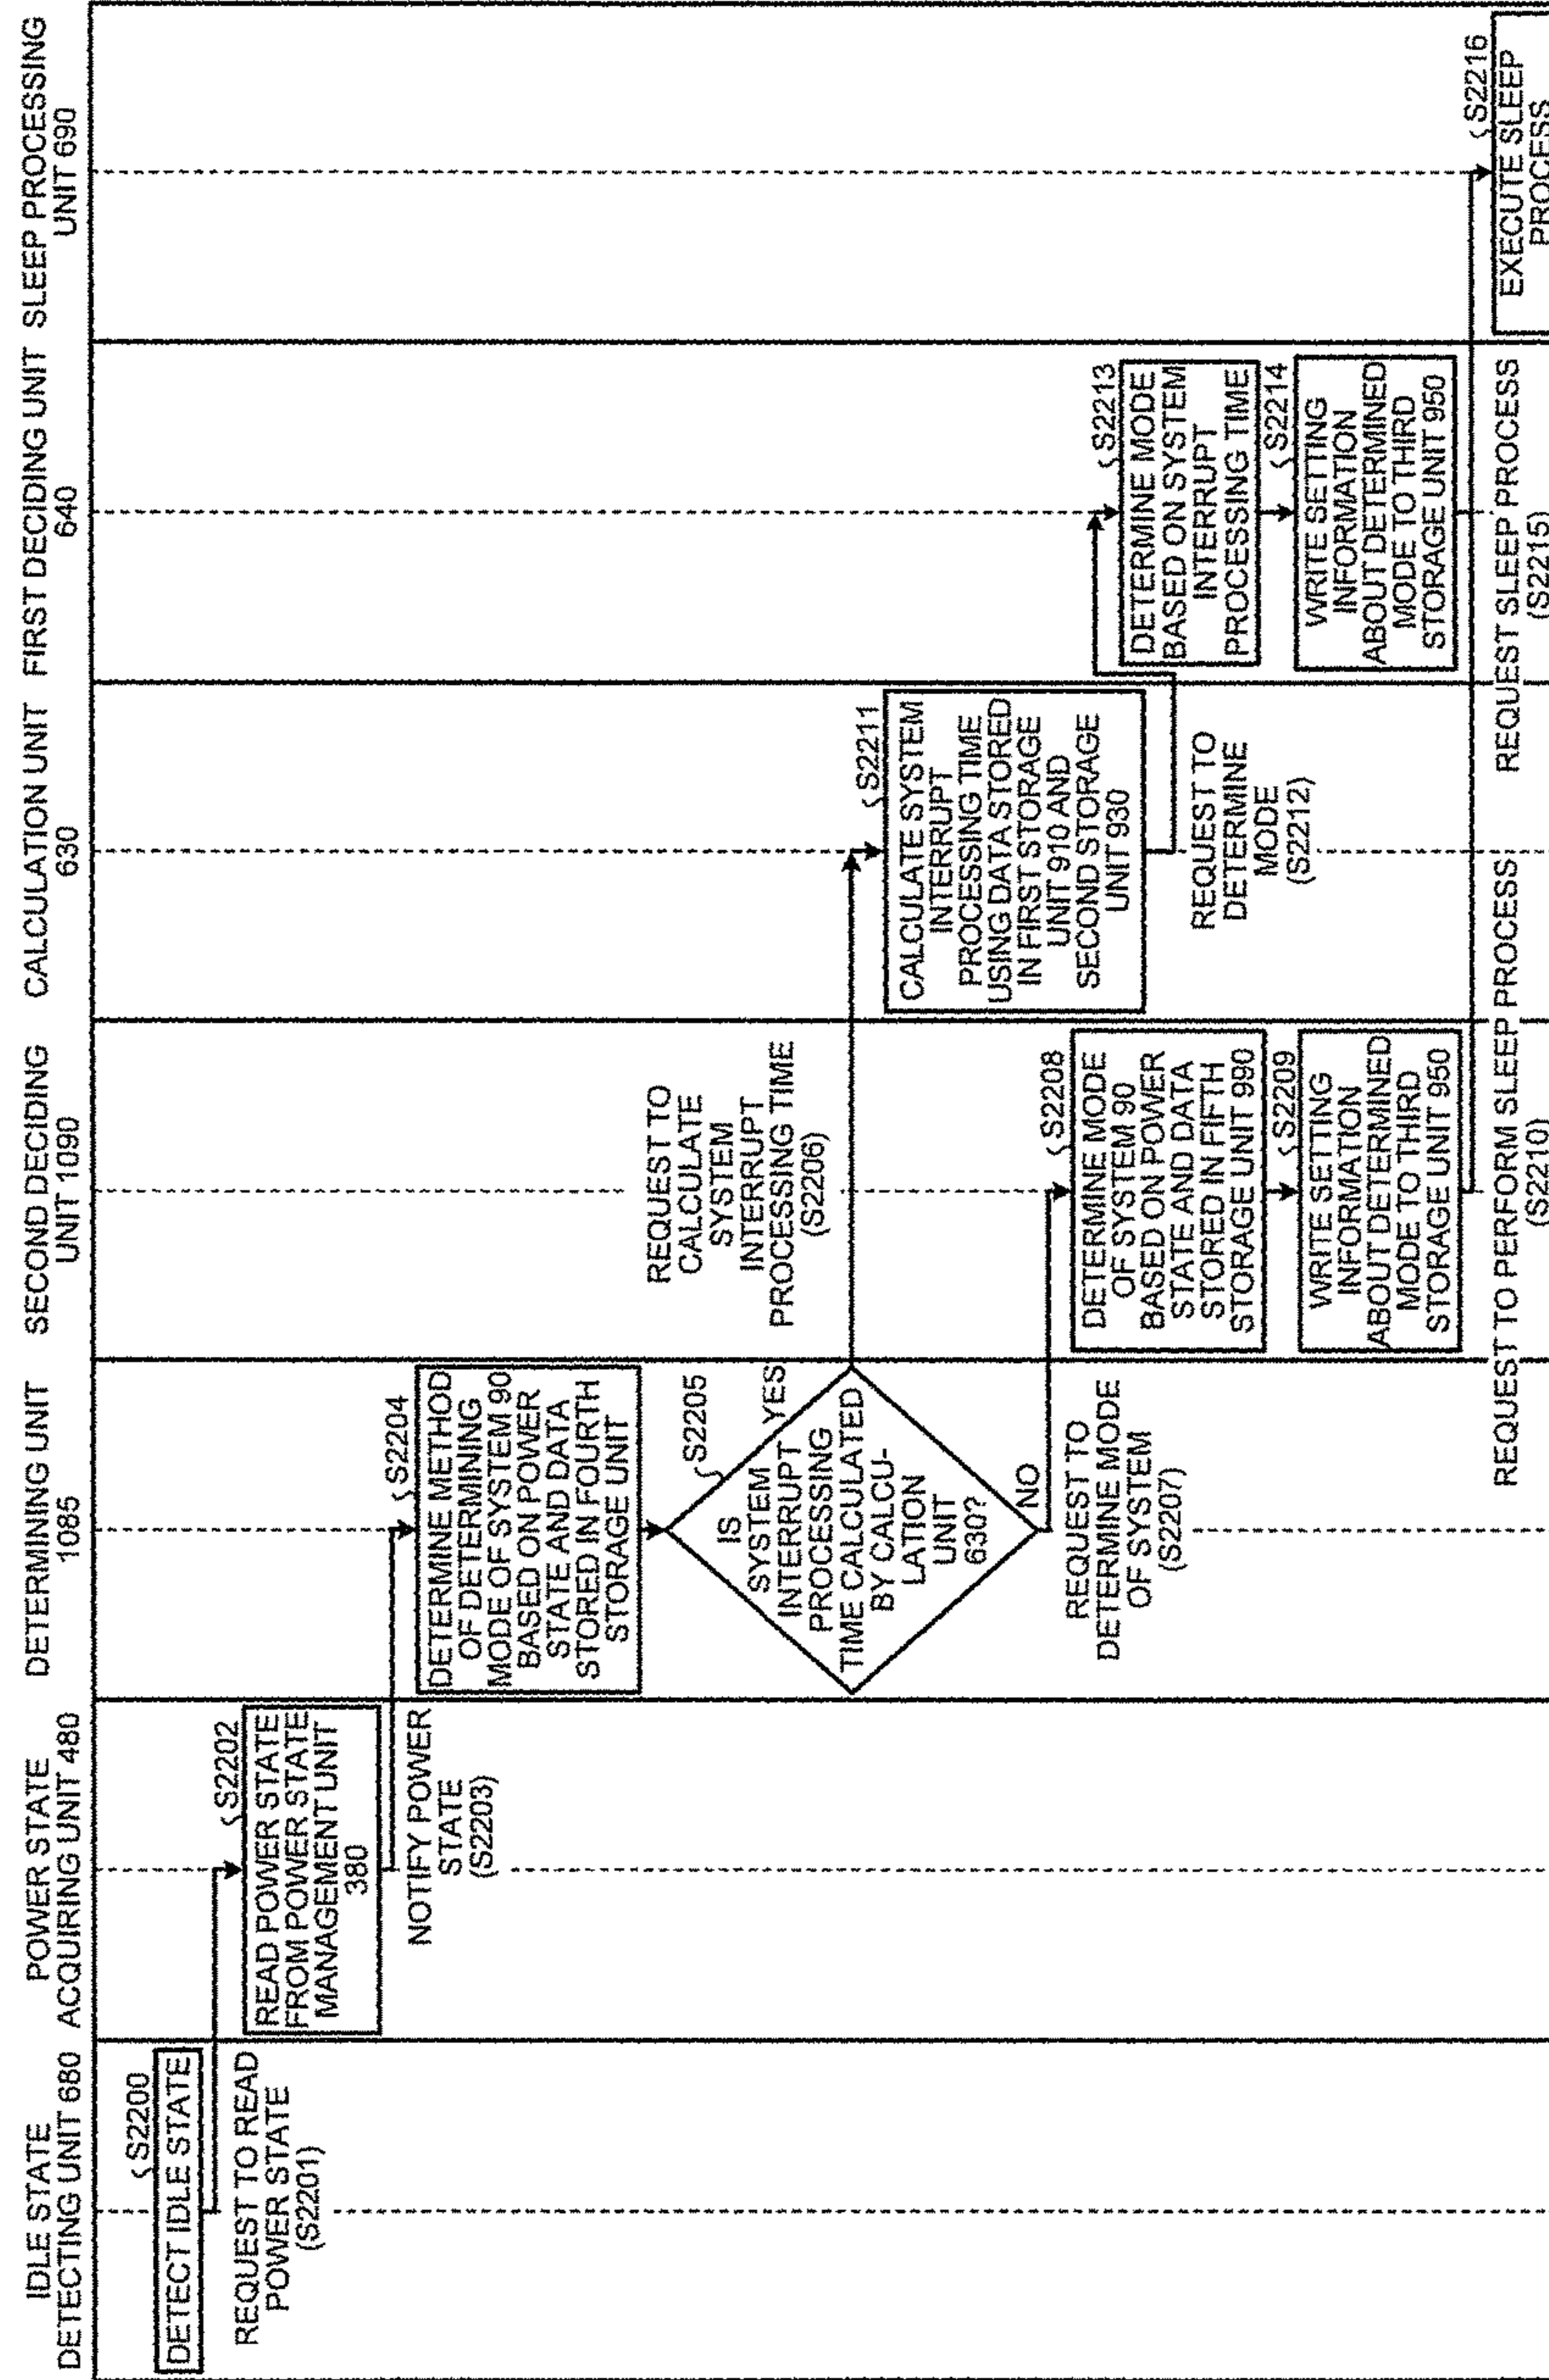 IDLE STATE
DETECTING UNIT 680
POWER STATE
ACQUIRING UNIT 480
DETERMINING UNIT
1085
SECOND DECIDING
UNIT 1090
CALCULATION UNIT
630
FIRST DECIDING UNIT
640
SLEEP PROCESSING
UNIT 690
S2200
DETECT IDLE STATE
REQUEST TO READ
POWER STATE
(S2201)
S2202
READ POWER STATE
FROM POWER STATE
MANAGEMENT UNIT
380
NOTIFY POWER
STATE
(S2203)
S2204
DETERMINE METHOD
OF DETERMINING
MODE OF SYSTEM 90
BASED ON POWER
STATE AND DATA
STORED IN FOURTH
STORAGE UNIT
S2205
IS
SYSTEM
INTERRUPT
PROCESSING
TIME CALCULATED
BY CALCU-
LATION
UNIT
630?
YES
NO
REQUEST TO
CALCULATE
SYSTEM
INTERRUPT
PROCESSING TIME
(S2206)
REQUEST TO
DETERMINE MODE
OF SYSTEM
(S2207)
S2208
DETERMINE MODE
OF SYSTEM 90
BASED ON POWER
STATE AND DATA
STORED IN FIFTH
STORAGE UNIT 990
S2209
WRITE SETTING
INFORMATION
ABOUT DETERMINED
MODE TO THIRD
STORAGE UNIT 950
REQUEST TO PERFORM SLEEP PROCESS
(S2210)
S2211
CALCULATE SYSTEM
INTERRUPT
PROCESSING TIME
USING DATA STORED
IN FIRST STORAGE
UNIT 910 AND
SECOND STORAGE
UNIT 930
REQUEST TO
DETERMINE
MODE
(S2212)
S2213
DETERMINE MODE
BASED ON SYSTEM
INTERRUPT
PROCESSING TIME
S2214
WRITE SETTING
INFORMATION
ABOUT DETERMINED
MODE TO THIRD
STORAGE UNIT 950
REQUEST SLEEP PROCESS
(S2215)
S2216
EXECUTE SLEEP
PROCESS